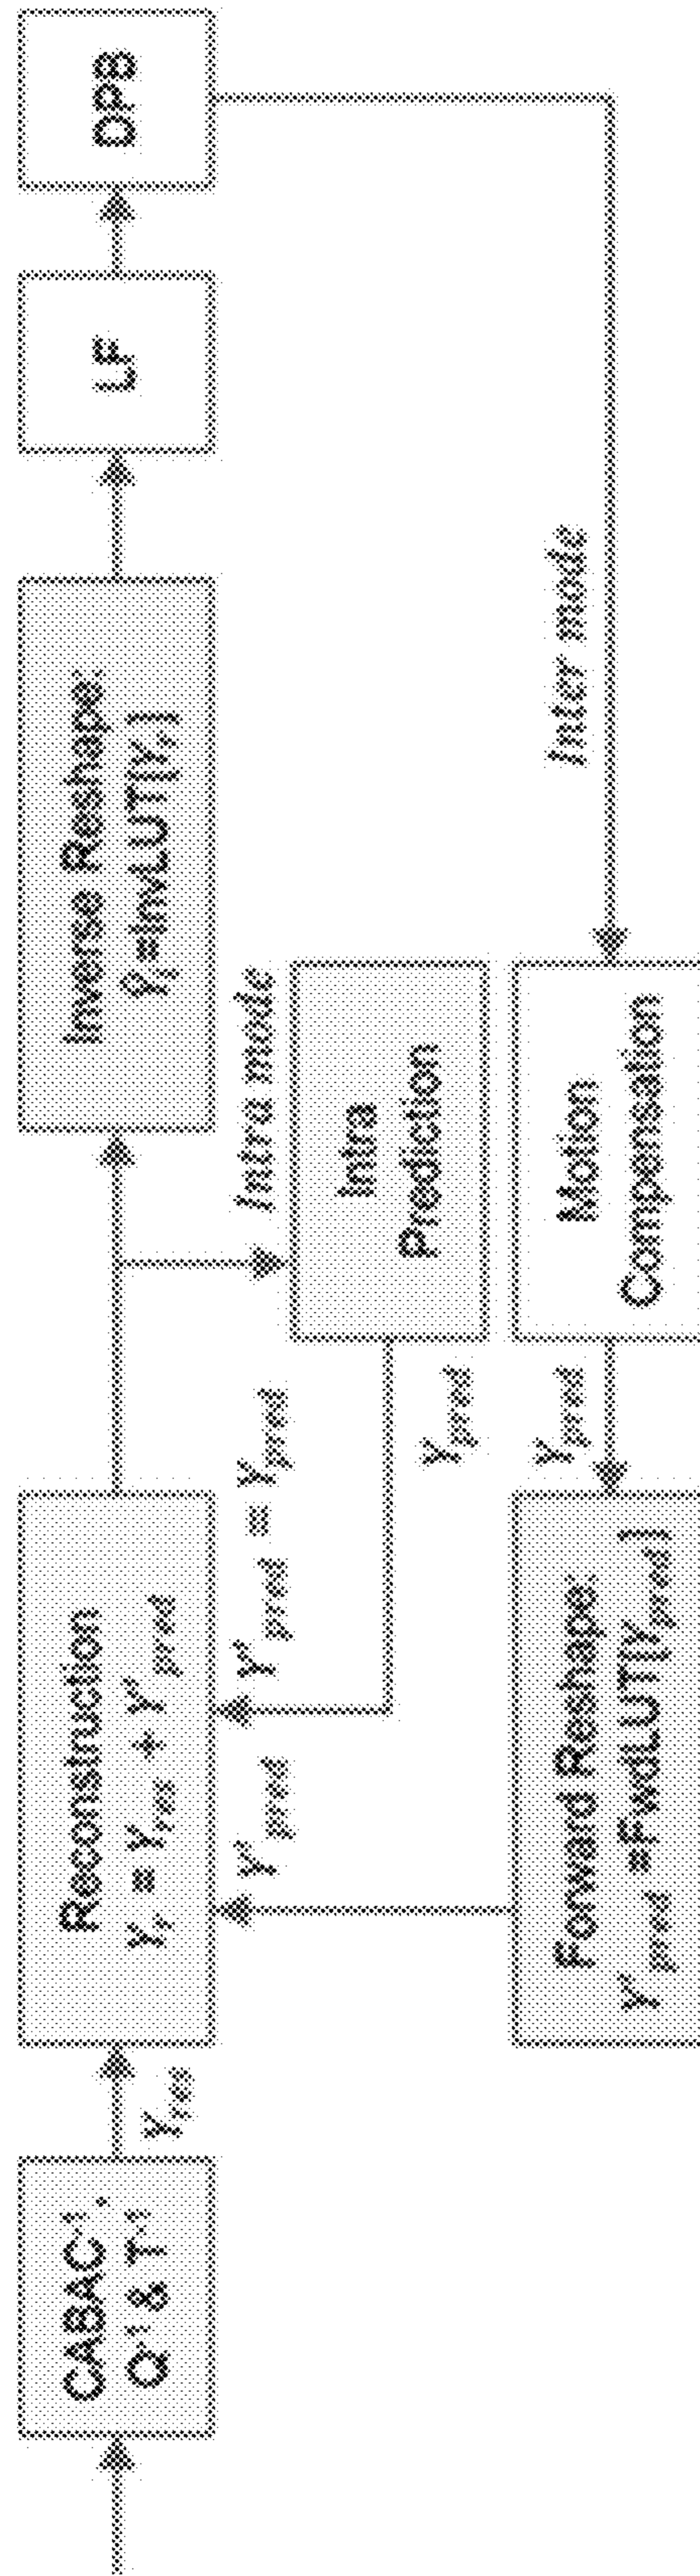 CABAC⁻¹,
Q⁻¹ & T⁻¹
Yres
Reconstruction
Yr = Yres + Y'pred
Y'pred
Y'pred = Ypred
Intra mode
Inverse Reshape
Ŷi =InvLUT[Yr]
LF
DPB
Intra
Prediction
Ypred
Forward Reshape
Y'pred =FwdLUT[Ypred]
Ypred
Motion
Compensation
Inter mode